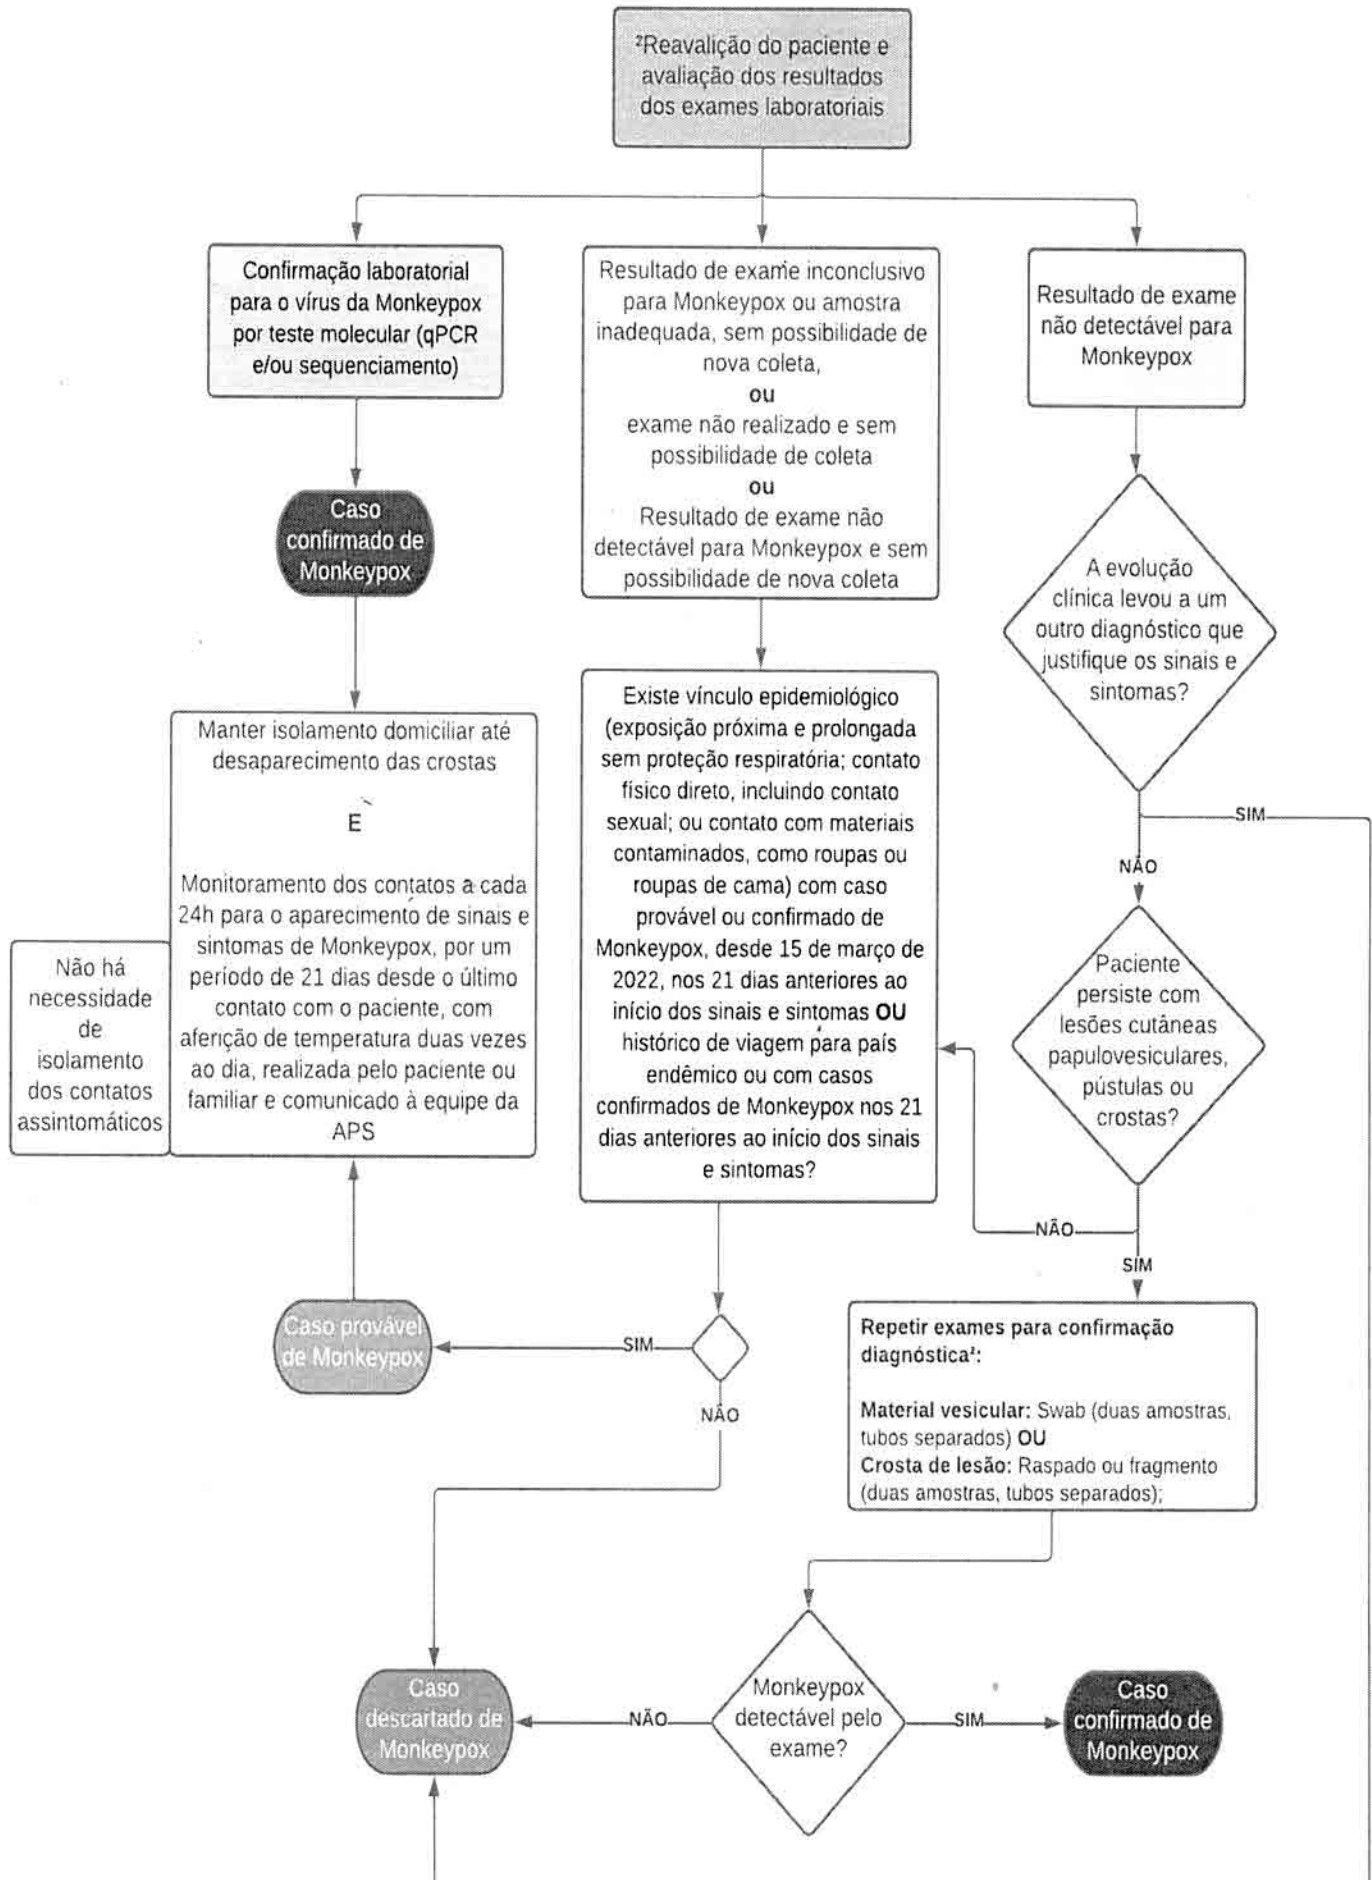 ²Reavalição do paciente e
avaliação dos resultados
dos exames laboratoriais
Confirmação laboratorial
para o vírus da Monkeypox
por teste molecular (qPCR
e/ou sequenciamento)
Resultado de exame inconclusivo
para Monkeypox ou amostra
inadequada, sem possibilidade de
nova coleta,
ou
exame não realizado e sem
possibilidade de coleta
ou
Resultado de exame não
detectável para Monkeypox e sem
possibilidade de nova coleta
Resultado de exame
não detectável para
Monkeypox
Caso
confirmado de
Monkeypox
A evolução
clínica levou a um
outro diagnóstico que
justifique os sinais e
sintomas?
Manter isolamento domiciliar até
desaparecimento das crostas
E
Monitoramento dos contatos a cada
24h para o aparecimento de sinais e
sintomas de Monkeypox, por um
período de 21 dias desde o último
contato com o paciente, com
aferição de temperatura duas vezes
ao dia, realizada pelo paciente ou
familiar e comunicado à equipe da
APS
Não há
necessidade
de
isolamento
dos contatos
assintomáticos
Existe vínculo epidemiológico
(exposição próxima e prolongada
sem proteção respiratória; contato
físico direto, incluindo contato
sexual; ou contato com materiais
contaminados, como roupas ou
roupas de cama) com caso
provável ou confirmado de
Monkeypox, desde 15 de março de
2022, nos 21 dias anteriores ao
início dos sinais e sintomas OU
histórico de viagem para país
endêmico ou com casos
confirmados de Monkeypox nos 21
dias anteriores ao início dos sinais
e sintomas?
SIM
NÃO
Paciente
persiste com
lesões cutâneas
papulovesiculares,
pústulas ou
crostas?
NÃO
SIM
Caso provável
de Monkeypox
SIM
NÃO
Repetir exames para confirmação
diagnóstica²:
Material vesicular: Swab (duas amostras,
tubos separados) OU
Crosta de lesão: Raspado ou fragmento
(duas amostras, tubos separados);
Caso
descartado de
Monkeypox
NÃO
Monkeypox
detectável pelo
exame?
SIM
Caso
confirmado de
Monkeypox